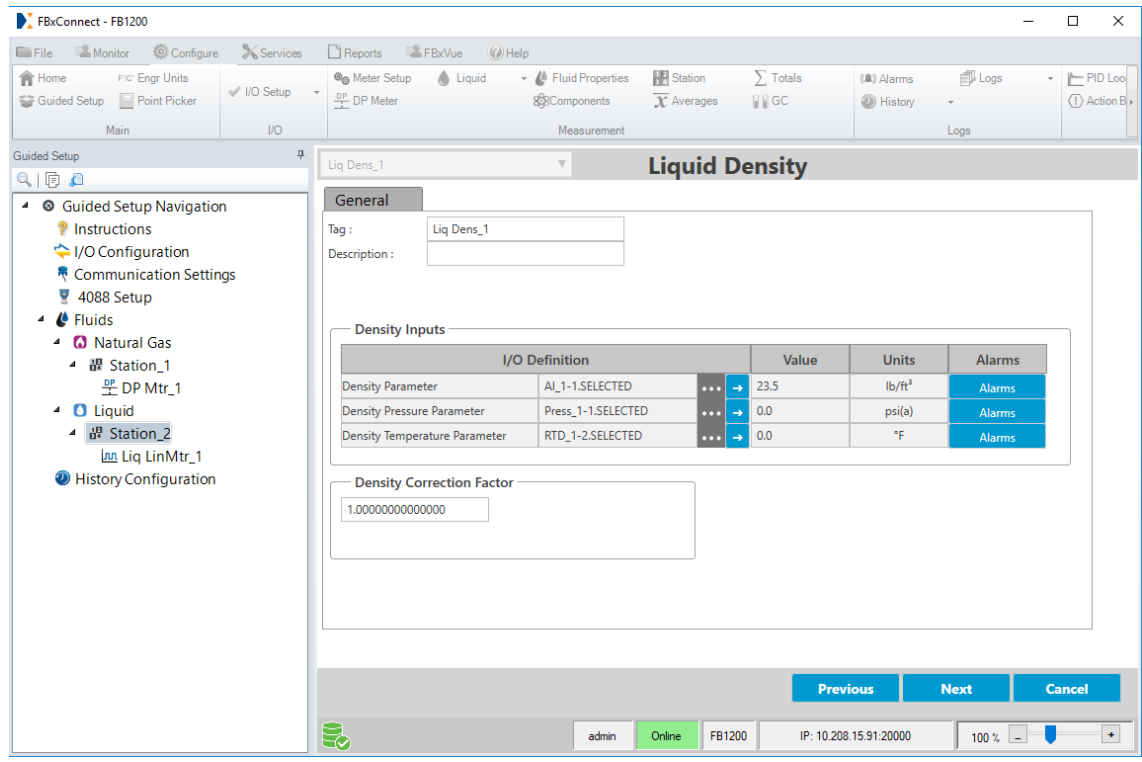 FBxConnect - FB1200
File Monitor Configure Services Reports FBxVue Help
Home Engr Units I/O Setup Meter Setup Liquid Fluid Properties Station Totals Alarms Logs PID Loo
Guided Setup Point Picker DP Meter Components Averages GC History Action B
Main I/O Measurement Logs
Guided Setup
Guided Setup Navigation
Instructions
I/O Configuration
Communication Settings
4088 Setup
Fluids
Natural Gas
Station_1
DP Mtr_1
Liquid
Station_2
Liq LinMtr_1
History Configuration
Liq Dens_1
Liquid Density
General
Tag : Liq Dens_1
Description :
Density Inputs
I/O Definition Value Units Alarms
Density Parameter AI_1-1.SELECTED ... 23.5 lb/ft³ Alarms
Density Pressure Parameter Press_1-1.SELECTED ... 0.0 psi(a) Alarms
Density Temperature Parameter RTD_1-2.SELECTED ... 0.0 °F Alarms
Density Correction Factor
1.00000000000000
Previous Next Cancel
admin Online FB1200 IP: 10.208.15.91:20000 100 % - +